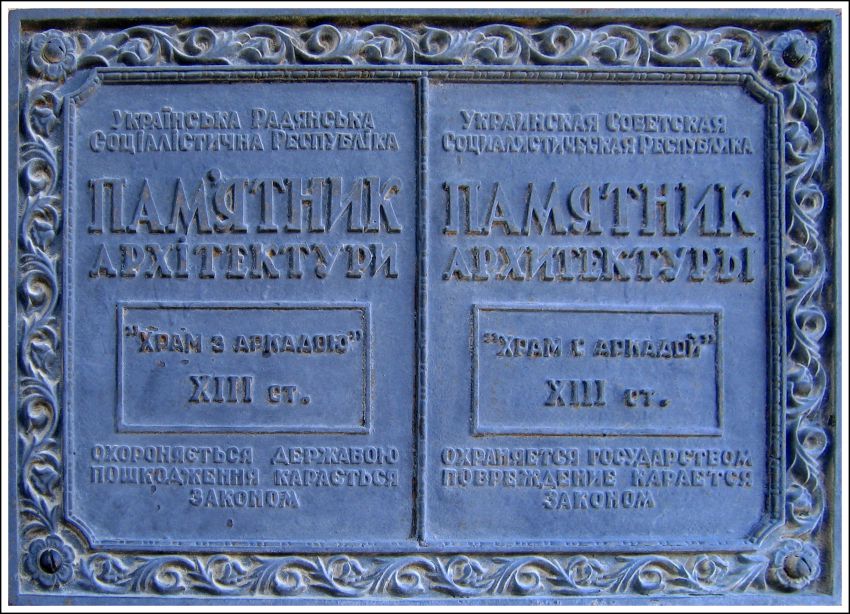 Українська Радянська
Соціалістична Республіка
ПАМ'ЯТНИК
АРХІТЕКТУРИ
"ХРАМ З АРКАДОЮ"
XIII ст.
ОХОРОНЯЄТЬСЯ ДЕРЖАВОЮ
ПОШКОДЖЕННЯ КАРАЄТЬСЯ
ЗАКОНОМ
Украинская Советская
Социалистическая Республика
ПАМЯТНИК
АРХИТЕКТУРЫ
"ХРАМ С АРКАДОЙ"
XIII ст.
ОХРАНЯЕТСЯ ГОСУДАРСТВОМ
ПОВРЕЖДЕНИЕ КАРАЕТСЯ
ЗАКОНОМ